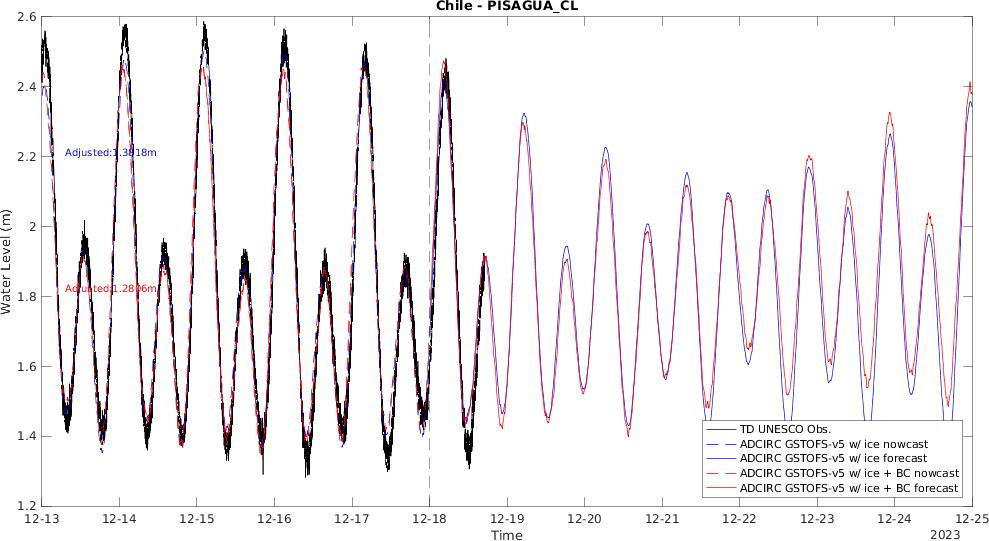 Chile - PISAGUA_CL
2.6
2.4
2.2
2
1.8
1.6
1.4
1.2
Water Level (m)
Adjusted:1.3818m
Adjusted:1.2806m
TD UNESCO Obs.
ADCIRC GSTOFS-v5 w/ ice nowcast
ADCIRC GSTOFS-v5 w/ ice forecast
ADCIRC GSTOFS-v5 w/ ice + BC nowcast
ADCIRC GSTOFS-v5 w/ ice + BC forecast
12-13 12-14 12-15 12-16 12-17 12-18 12-19 12-20 12-21 12-22 12-23 12-24 12-25
Time
2023